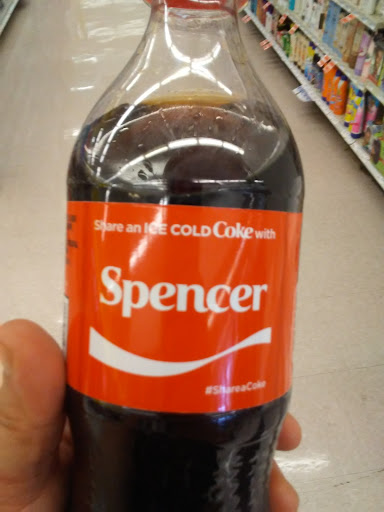 Share an ICE COLD Coke with
Spencer
#ShareaCoke